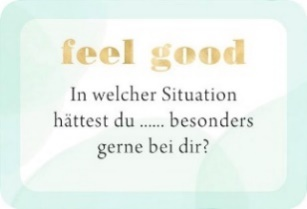 feel good
In welcher Situation
hättest du ...... besonders
gerne bei dir?